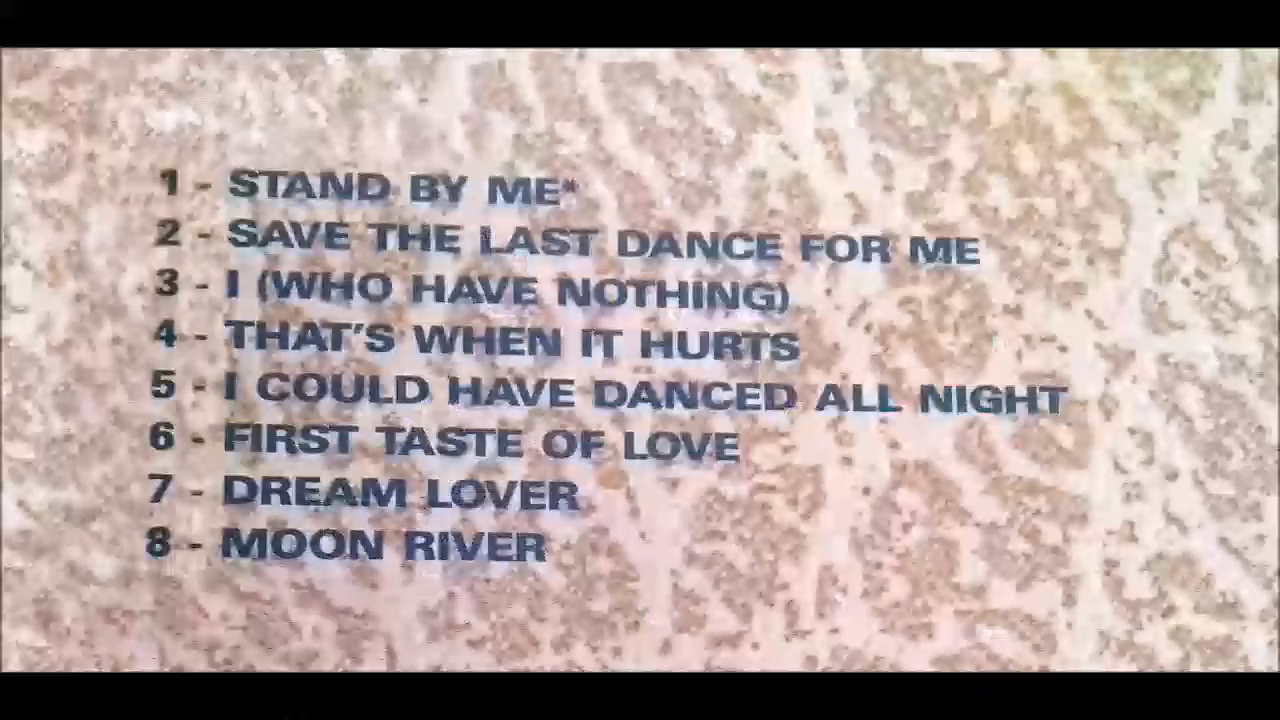 1 - STAND BY ME*
2 - SAVE THE LAST DANCE FOR ME
3 - I (WHO HAVE NOTHING)
4 - THAT'S WHEN IT HURTS
5 - I COULD HAVE DANCED ALL NIGHT
6 - FIRST TASTE OF LOVE
7 - DREAM LOVER
8 - MOON RIVER